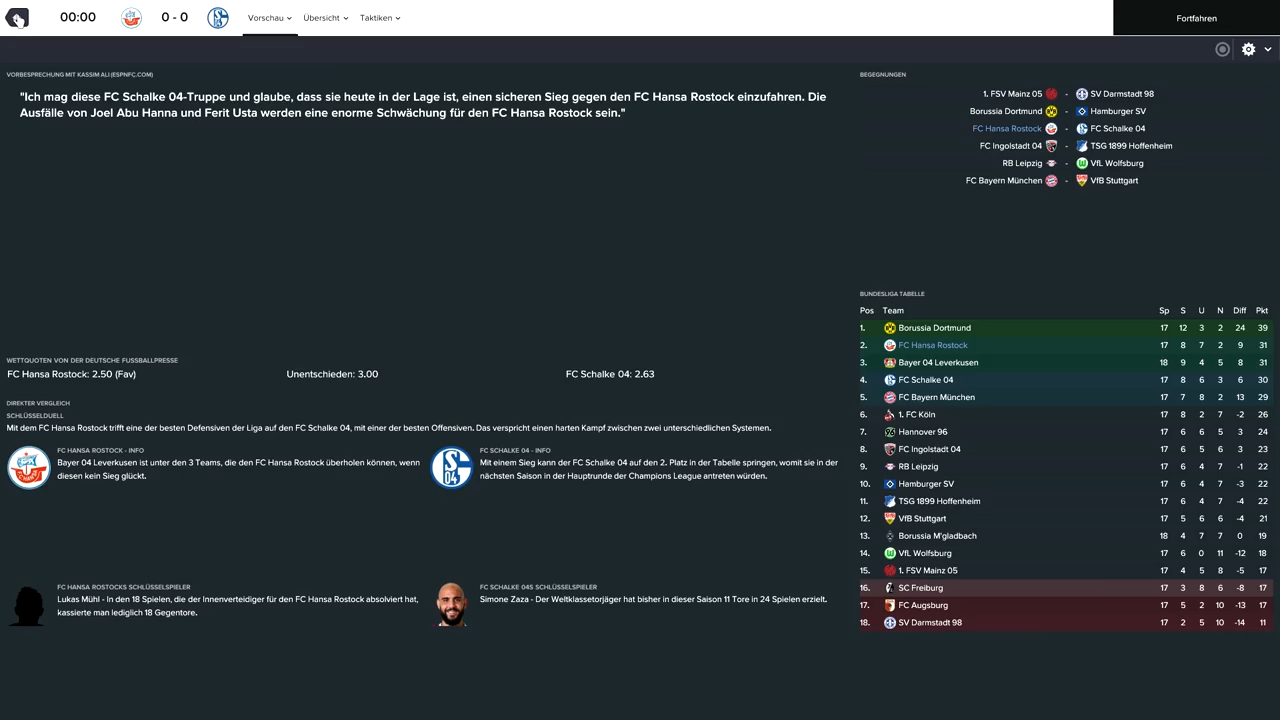 00:00
0 - 0
Vorschau
Übersicht
Taktiken
Fortfahren
VORBESPRECHUNG MIT KASSIM ALI (ESPNFC.COM)
"Ich mag diese FC Schalke 04-Truppe und glaube, dass sie heute in der Lage ist, einen sicheren Sieg gegen den FC Hansa Rostock einzufahren. Die
Ausfälle von Joel Abu Hanna und Ferit Usta werden eine enorme Schwächung für den FC Hansa Rostock sein."
BEGEGNUNGEN
1. FSV Mainz 05 - SV Darmstadt 98
Borussia Dortmund - Hamburger SV
FC Hansa Rostock - FC Schalke 04
FC Ingolstadt 04 - TSG 1899 Hoffenheim
RB Leipzig - VfL Wolfsburg
FC Bayern München - VfB Stuttgart
WETTQUOTEN VON DER DEUTSCHE FUSSBALLPRESSE
FC Hansa Rostock: 2.50 (Fav) Unentschieden: 3.00 FC Schalke 04: 2.63
DIREKTER VERGLEICH
SCHLÜSSELDUELL
Mit dem FC Hansa Rostock trifft eine der besten Defensiven der Liga auf den FC Schalke 04, mit einer der besten Offensiven. Das verspricht einen harten Kampf zwischen zwei unterschiedlichen Systemen.
FC HANSA ROSTOCK - INFO
Bayer 04 Leverkusen ist unter den 3 Teams, die den FC Hansa Rostock überholen können, wenn
diesen kein Sieg glückt.
FC SCHALKE 04 - INFO
Mit einem Sieg kann der FC Schalke 04 auf den 2. Platz in der Tabelle springen, womit sie in der
nächsten Saison in der Hauptrunde der Champions League antreten würden.
FC HANSA ROSTOCKS SCHLÜSSELSPIELER
Lukas Mühl - In den 18 Spielen, die der Innenverteidiger für den FC Hansa Rostock absolviert hat,
kassierte man lediglich 18 Gegentore.
FC SCHALKE 04S SCHLÜSSELSPIELER
Simone Zaza - Der Weltklassetorjäger hat bisher in dieser Saison 11 Tore in 24 Spielen erzielt.
BUNDESLIGA TABELLE
Pos Team Sp S U N Diff Pkt
1. Borussia Dortmund 17 12 3 2 24 39
2. FC Hansa Rostock 17 8 7 2 9 31
3. Bayer 04 Leverkusen 18 9 4 5 8 31
4. FC Schalke 04 17 8 6 3 6 30
5. FC Bayern München 17 7 8 2 13 29
6. 1. FC Köln 17 8 2 7 -2 26
7. Hannover 96 17 6 6 5 3 24
8. FC Ingolstadt 04 17 6 5 6 3 23
9. RB Leipzig 17 6 4 7 -1 22
10. Hamburger SV 17 6 4 7 -3 22
11. TSG 1899 Hoffenheim 17 6 4 7 -4 22
12. VfB Stuttgart 17 5 6 6 -4 21
13. Borussia M'gladbach 18 4 7 7 0 19
14. VfL Wolfsburg 17 6 0 11 -12 18
15. 1. FSV Mainz 05 17 4 5 8 -5 17
16. SC Freiburg 17 3 8 6 -8 17
17. FC Augsburg 17 5 2 10 -13 17
18. SV Darmstadt 98 17 2 5 10 -14 11